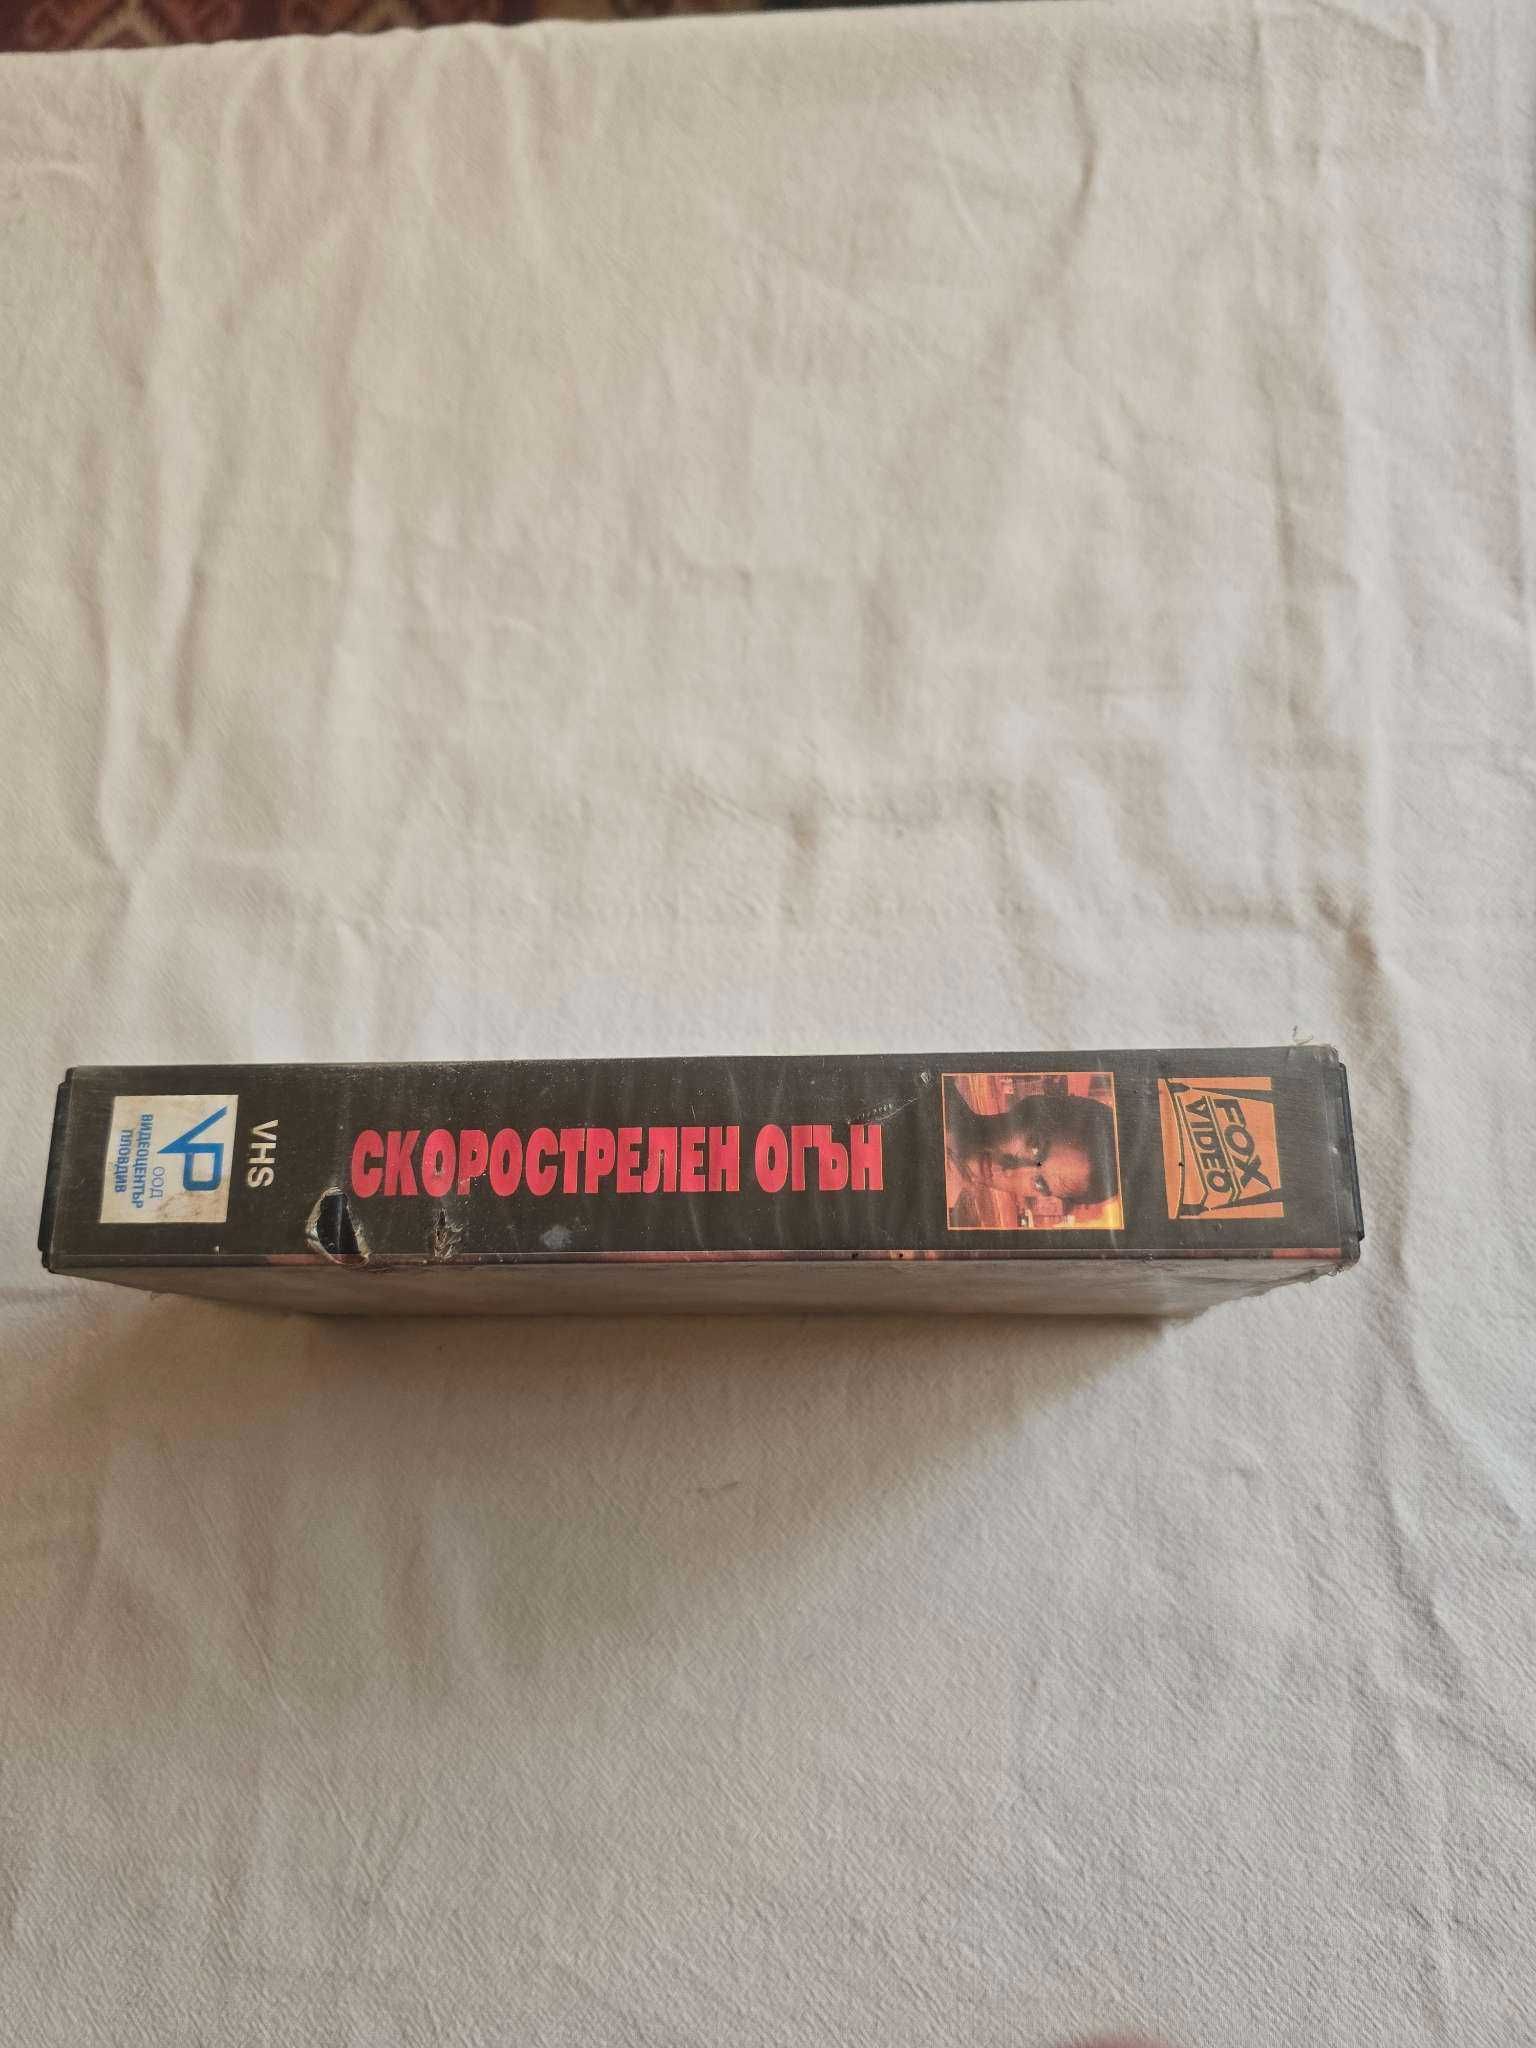 FOX
VIDEO
СКОРОСТРЕЛЕН ОГЪН
VHS
VP
ООД
ВИДЕОЦЕНТЪР
ПЛОВДИВ